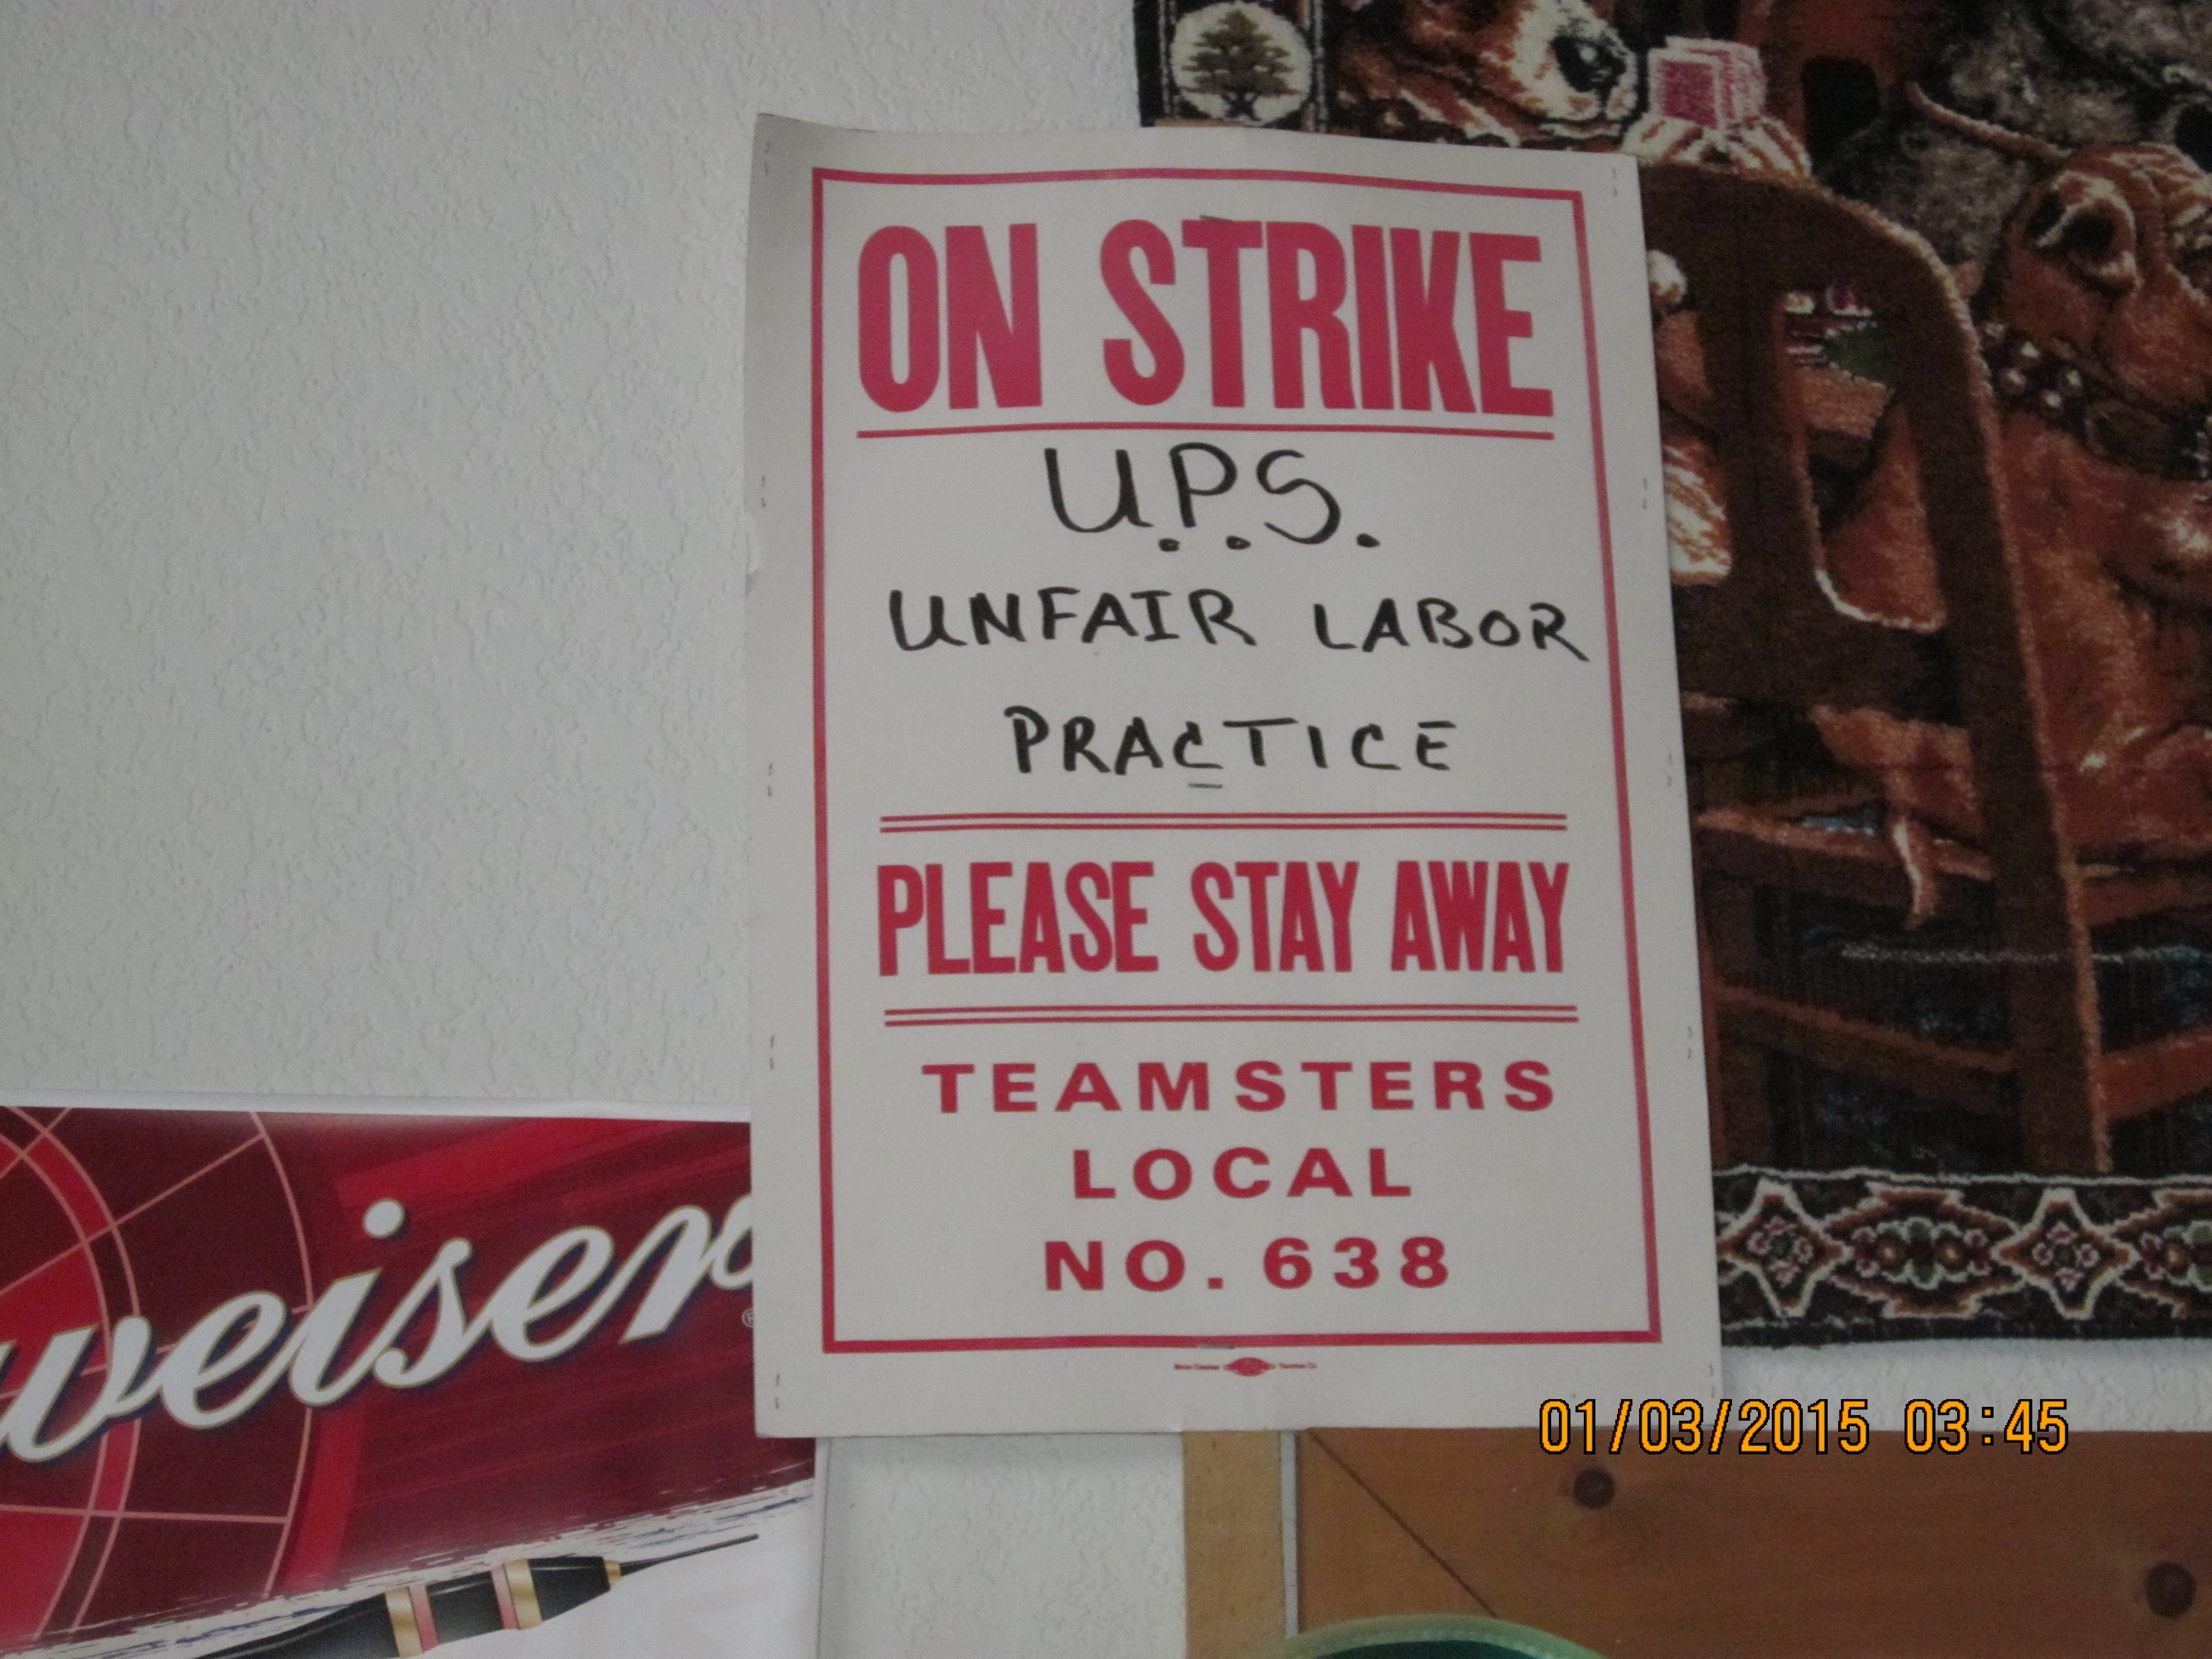 ON STRIKE
U.P.S.
UNFAIR LABOR
PRACTICE
PLEASE STAY AWAY
TEAMSTERS
LOCAL
NO. 638
weiser
®
01/03/2015 03:45